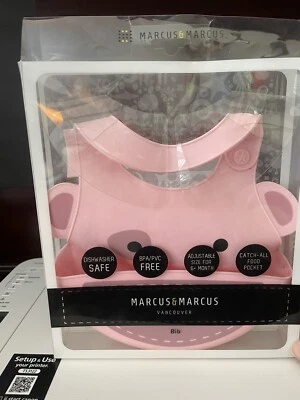 MARCUS&MARCUS
DISHWASHER
SAFE
BPA/PVC
FREE
ADJUSTABLE
SIZE FOR
6+ MONTH
CATCH-ALL
FOOD
POCKET
MARCUS&MARCUS
VANCOUVER
Bib
Setup & Use
your printer.